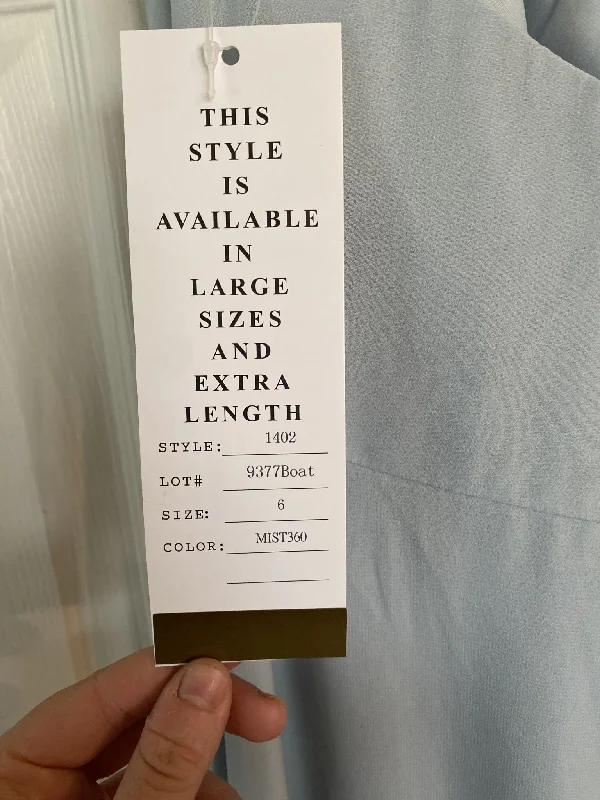 THIS
STYLE
IS
AVAILABLE
IN
LARGE
SIZES
AND
EXTRA
LENGTH
STYLE: 1402
LOT# 9377Boat
SIZE: 6
COLOR: MIST360